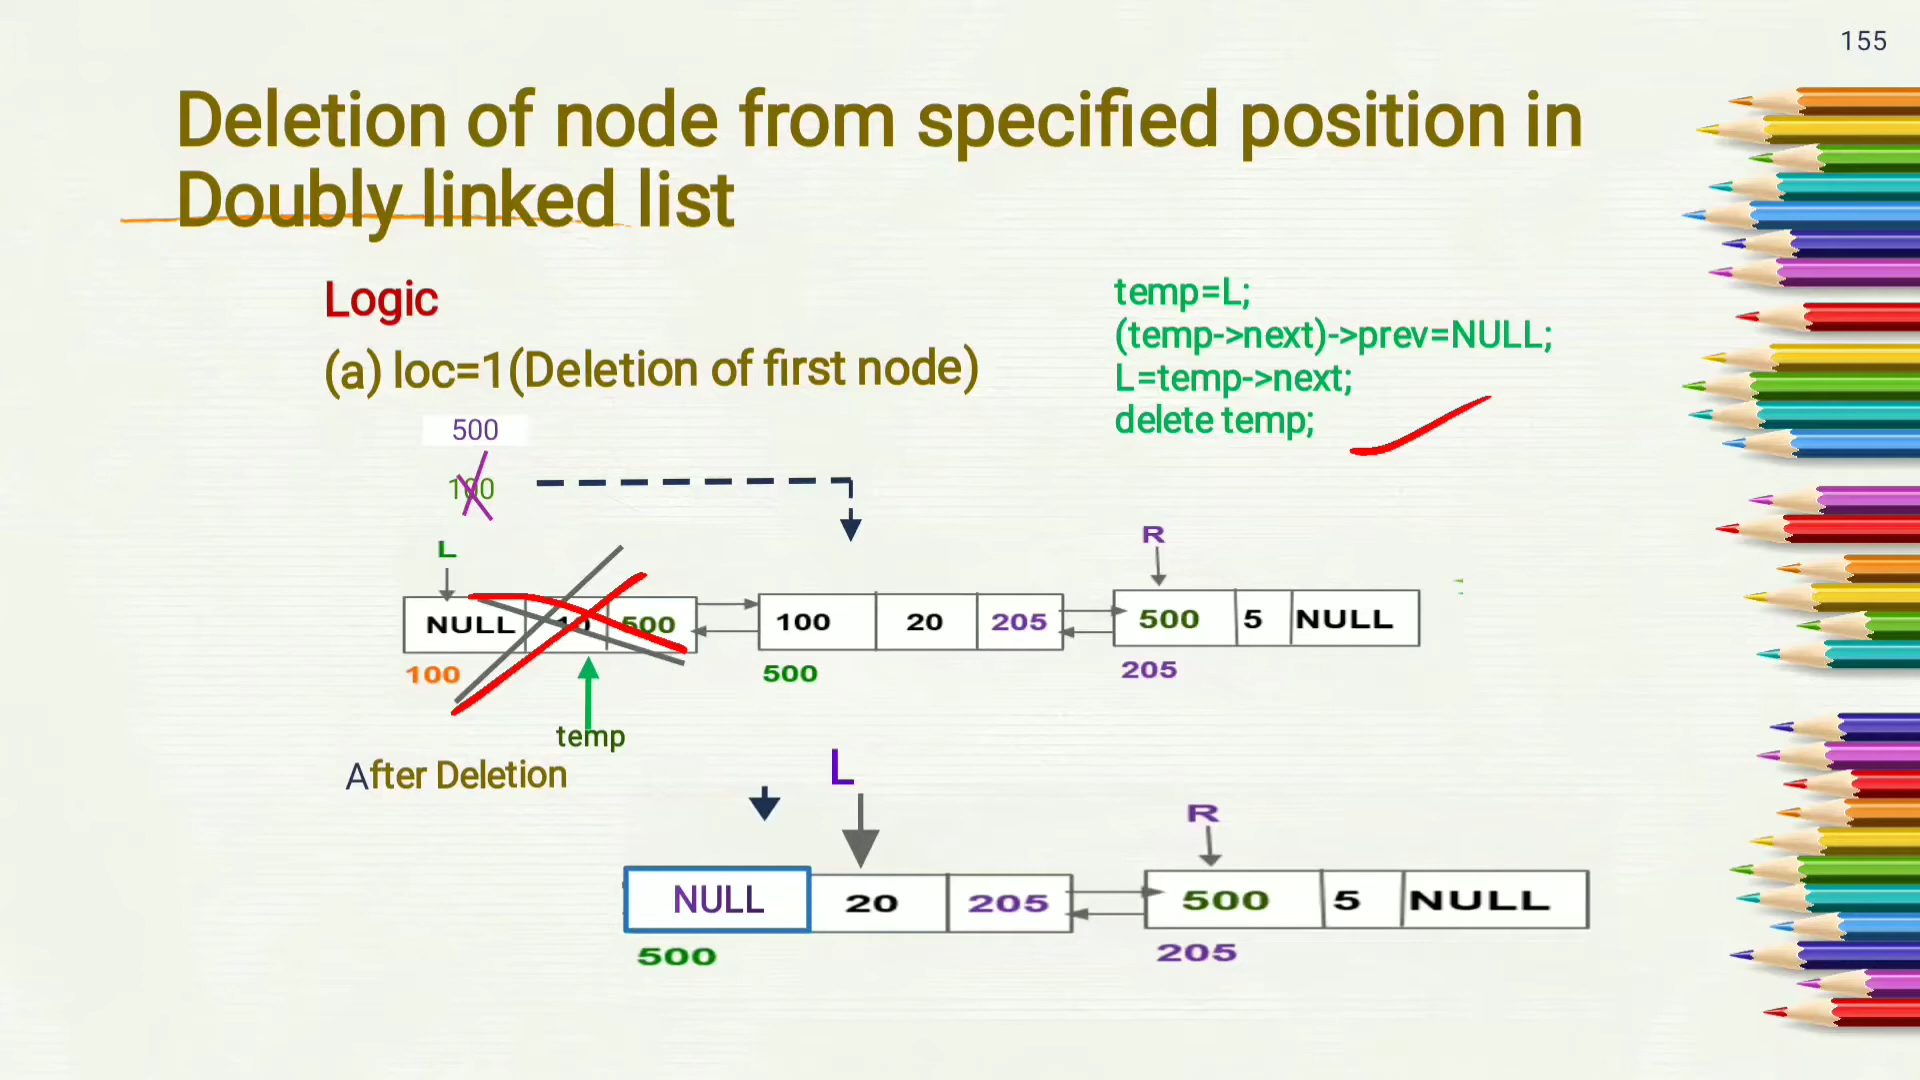 155
Deletion of node from specified position in
Doubly linked list
Logic
temp=L;
(temp->next)->prev=NULL;
(a) loc=1(Deletion of first node)
L=temp->next;
delete temp;
500
100
L
R
NULL 10 500 100 20 205 500 5 NULL
100 500 205
temp
After Deletion
L
R
NULL 20 205 500 5 NULL
500 205